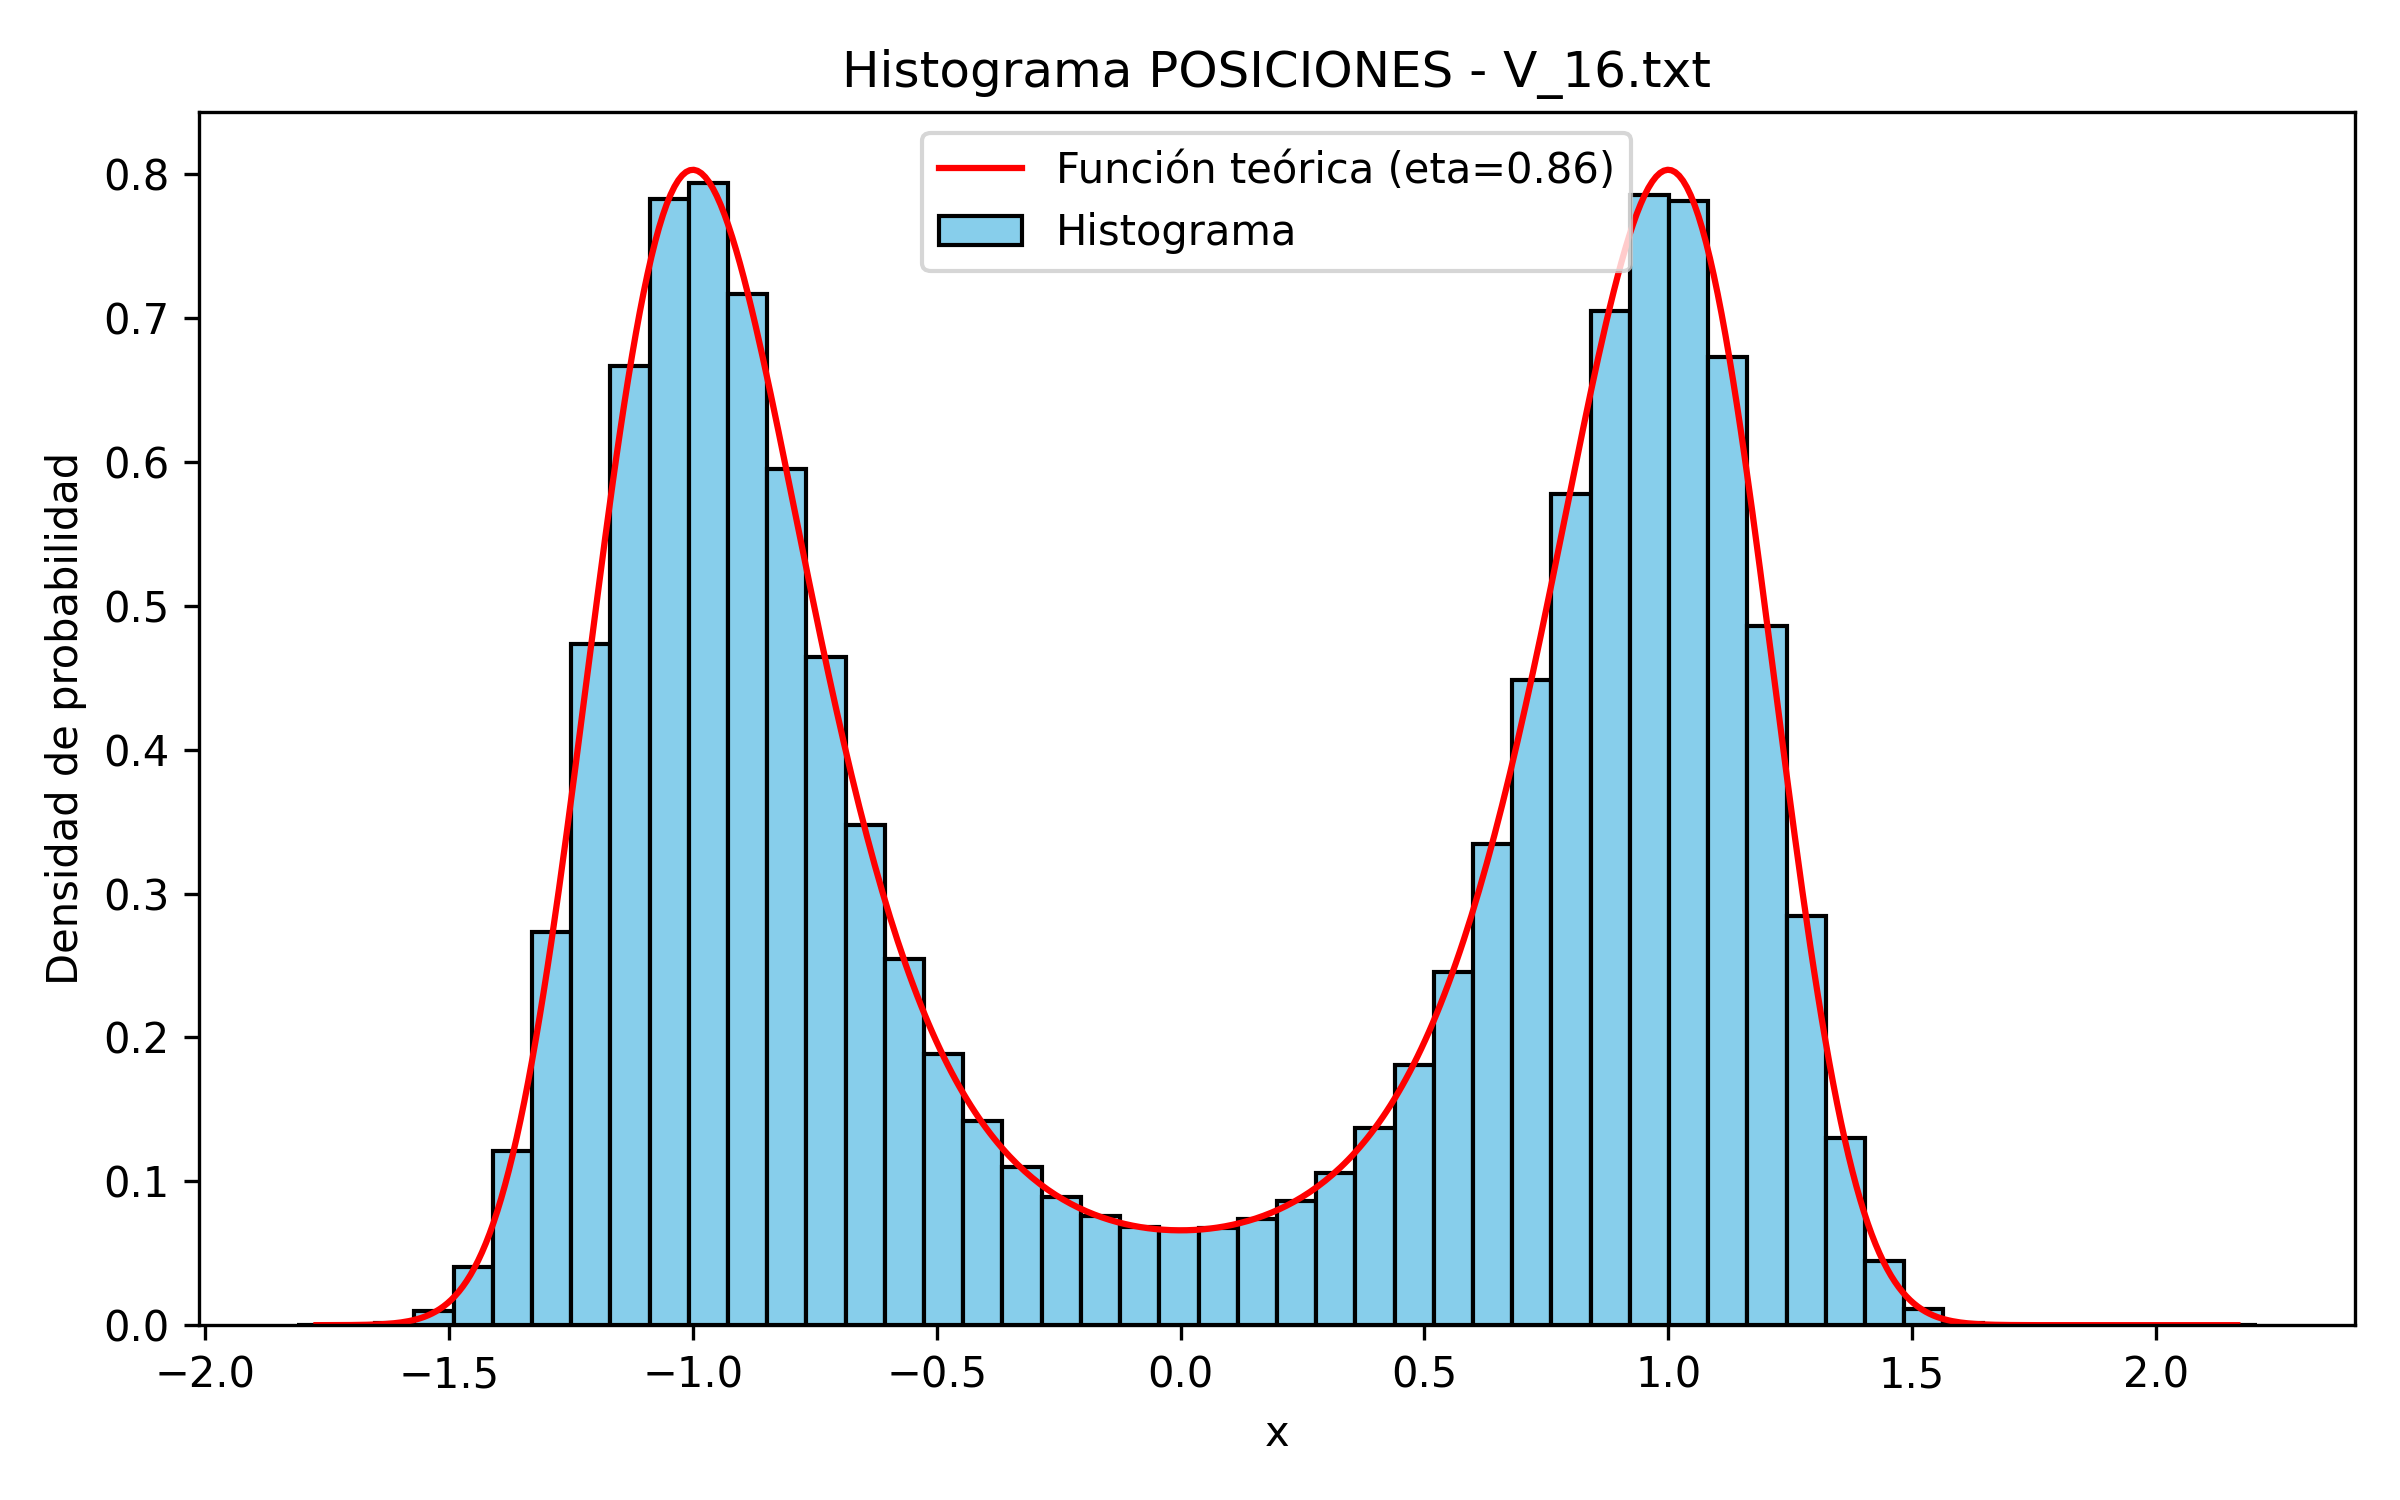 Histograma POSICIONES - V_16.txt
Función teórica (eta=0.86)
Histograma
Densidad de probabilidad
0.8
0.7
0.6
0.5
0.4
0.3
0.2
0.1
0.0
−2.0 −1.5 −1.0 −0.5 0.0 0.5 1.0 1.5 2.0
x